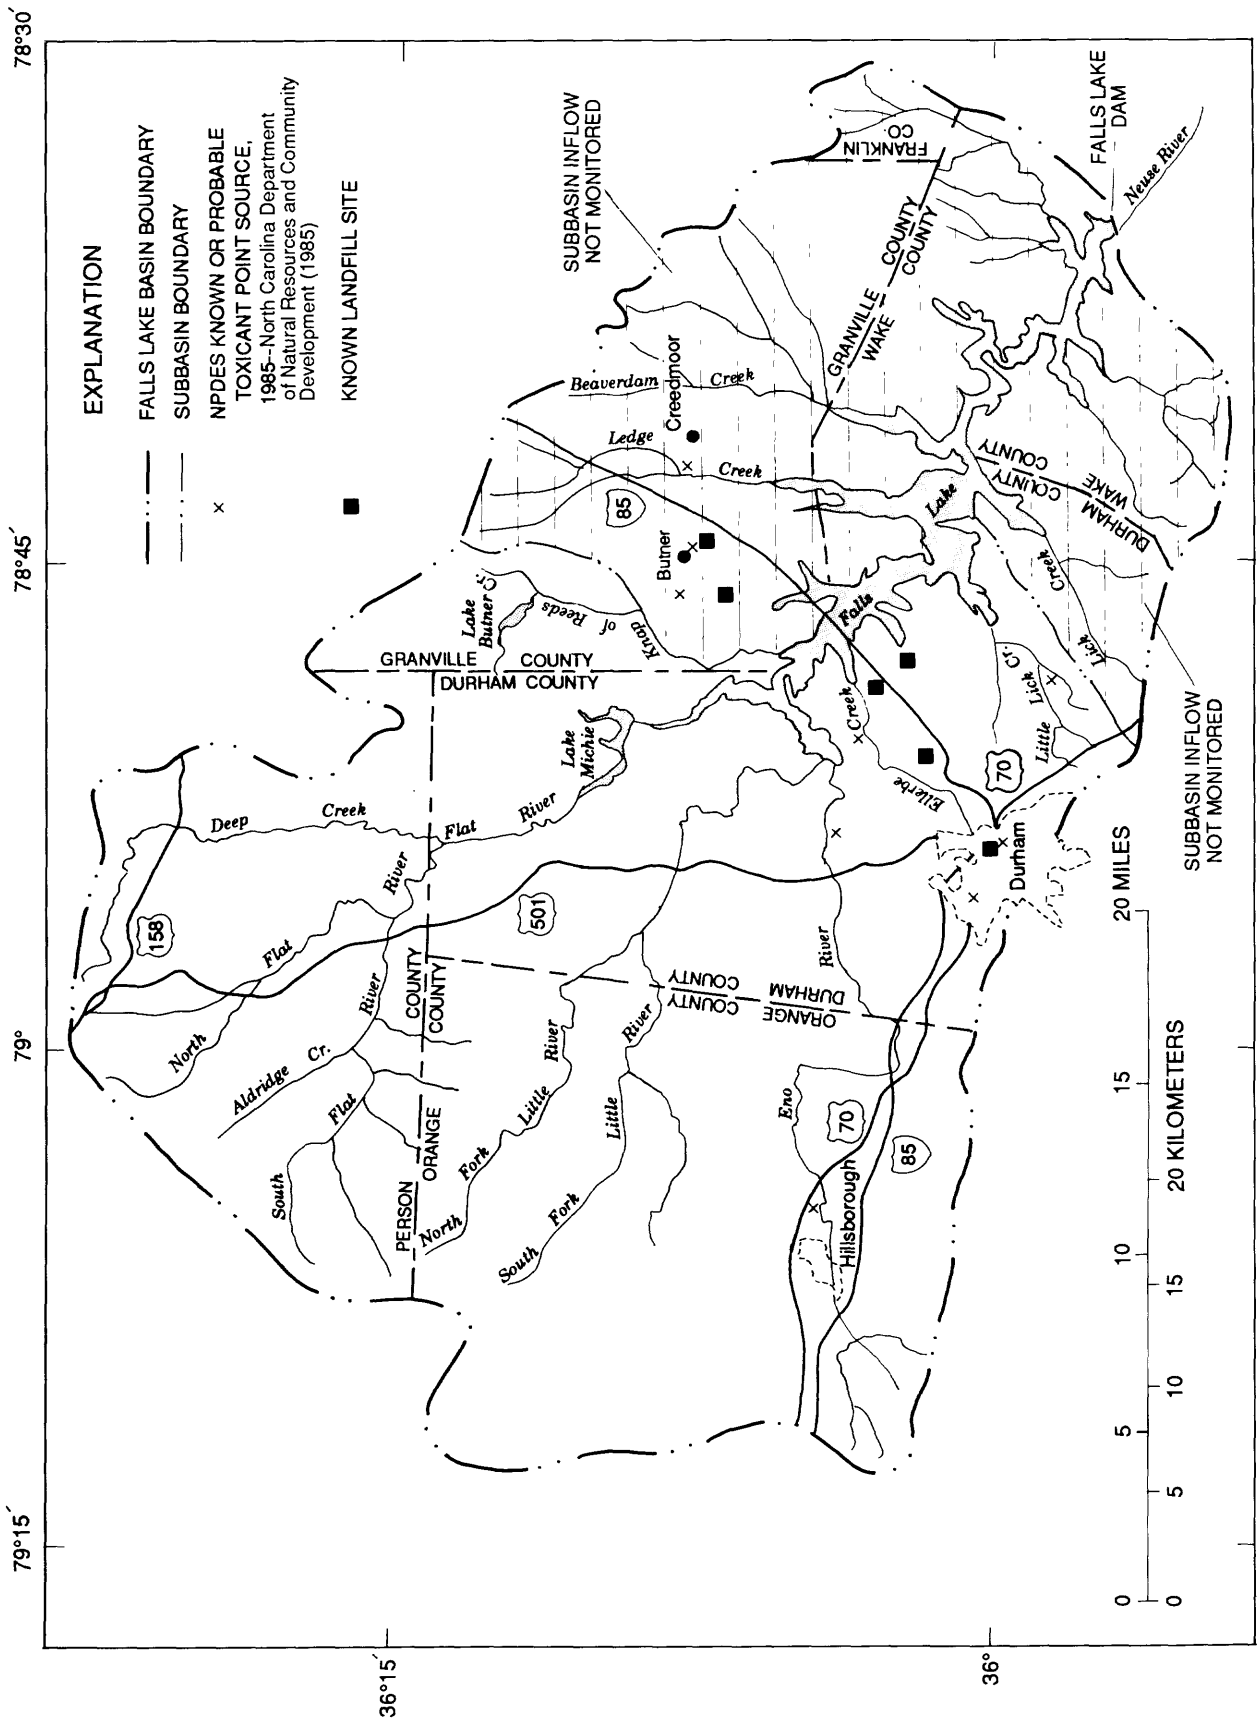 79°15´
79°
78°45´
78°30´
36°15´
36°
EXPLANATION
FALLS LAKE BASIN BOUNDARY
SUBBASIN BOUNDARY
NPDES KNOWN OR PROBABLE
TOXICANT POINT SOURCE,
1985--North Carolina Department
of Natural Resources and Community
Development (1985)
KNOWN LANDFILL SITE
158
Deep
Creek
Flat
River
North
Flat
River
Aldridge Cr.
River
Flat
South
PERSON
COUNTY
ORANGE
COUNTY
501
Lake
Michie
GRANVILLE
COUNTY
DURHAM COUNTY
Lake
Butner
Knap
of
Reeds
Cr.
North
Fork
Little
River
South
Fork
Little
River
ORANGE
COUNTY
DURHAM
COUNTY
Butner
85
Ledge
Creek
Creedmoor
Beaverdam
Creek
SUBBASIN INFLOW
NOT MONITORED
FRANKLIN
CO.
GRANVILLE
COUNTY
WAKE
COUNTY
Eno
River
70
85
Hillsborough
Ellerbe
Creek
Falls
Lake
Durham
70
Little
Lick
Cr.
Lick
Creek
DURHAM
COUNTY
WAKE
COUNTY
FALLS LAKE
DAM
Neuse River
SUBBASIN INFLOW
NOT MONITORED
0
5
10
15
20 MILES
0
5
10
15
20 KILOMETERS